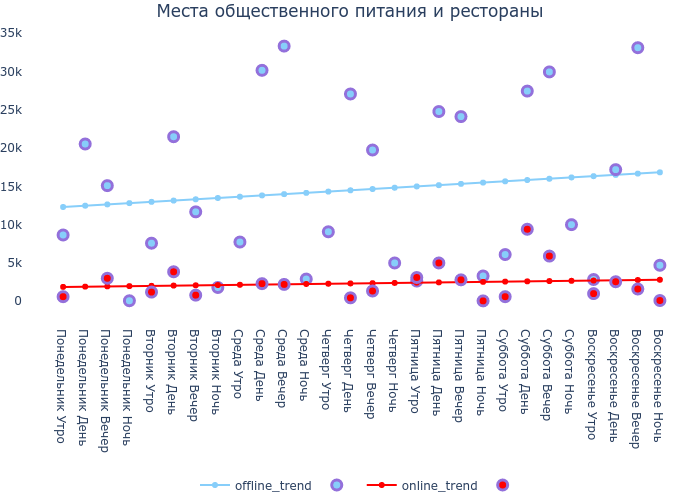 Места общественного питания и рестораны
35k
30k
25k
20k
15k
10k
5k
0
Понедельник Утро
Понедельник День
Понедельник Вечер
Понедельник Ночь
Вторник Утро
Вторник День
Вторник Вечер
Вторник Ночь
Среда Утро
Среда День
Среда Вечер
Среда Ночь
Четверг Утро
Четверг День
Четверг Вечер
Четверг Ночь
Пятница Утро
Пятница День
Пятница Вечер
Пятница Ночь
Суббота Утро
Суббота День
Суббота Вечер
Суббота Ночь
Воскресенье Утро
Воскресенье День
Воскресенье Вечер
Воскресенье Ночь
offline_trend
online_trend